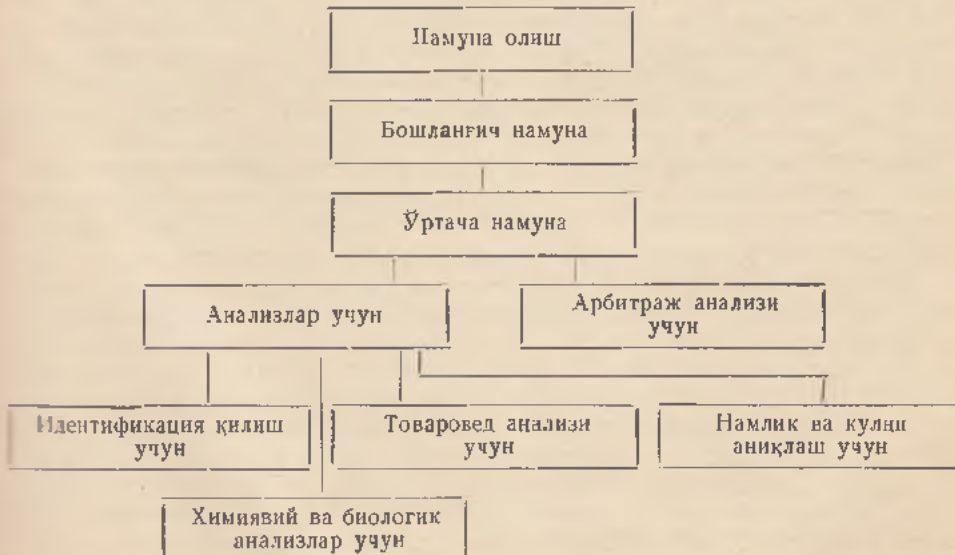 Намуна олиш
Бошланғич намуна
Ўртача намуна
Анализлар учун
Арбитраж анализи
учун
Идентификация қилиш
учун
Товаровед анализи
учун
Намлик ва кулни
аниқлаш учун
Химиявий ва биологик
анализлар учун